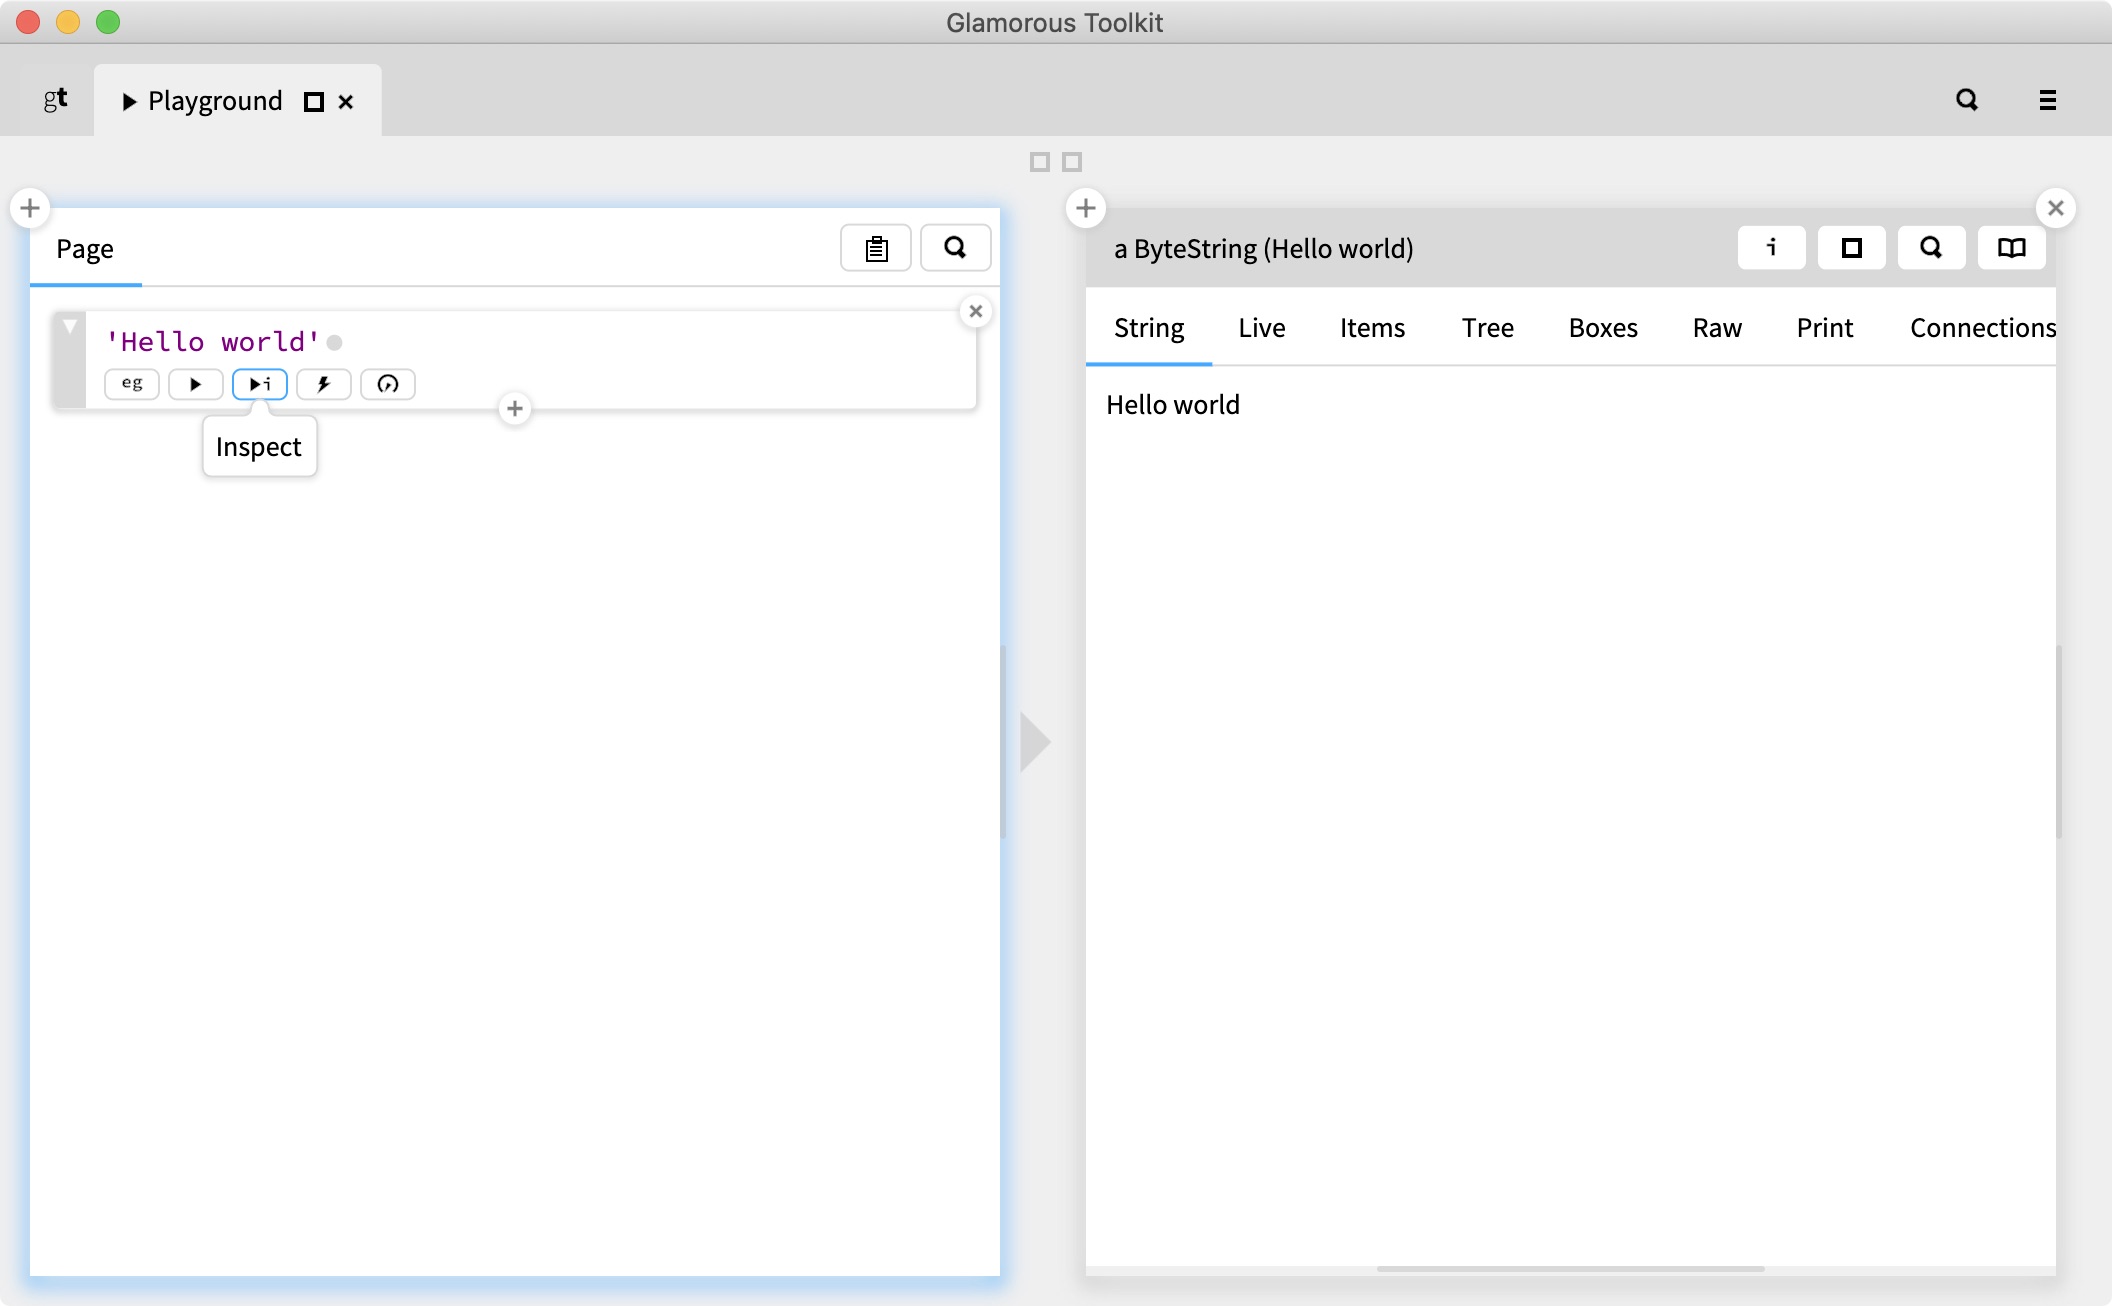 Glamorous Toolkit
gt
Playground
Page
'Hello world'
eg
i
Inspect
a ByteString (Hello world)
i
String Live Items Tree Boxes Raw Print Connections
Hello world